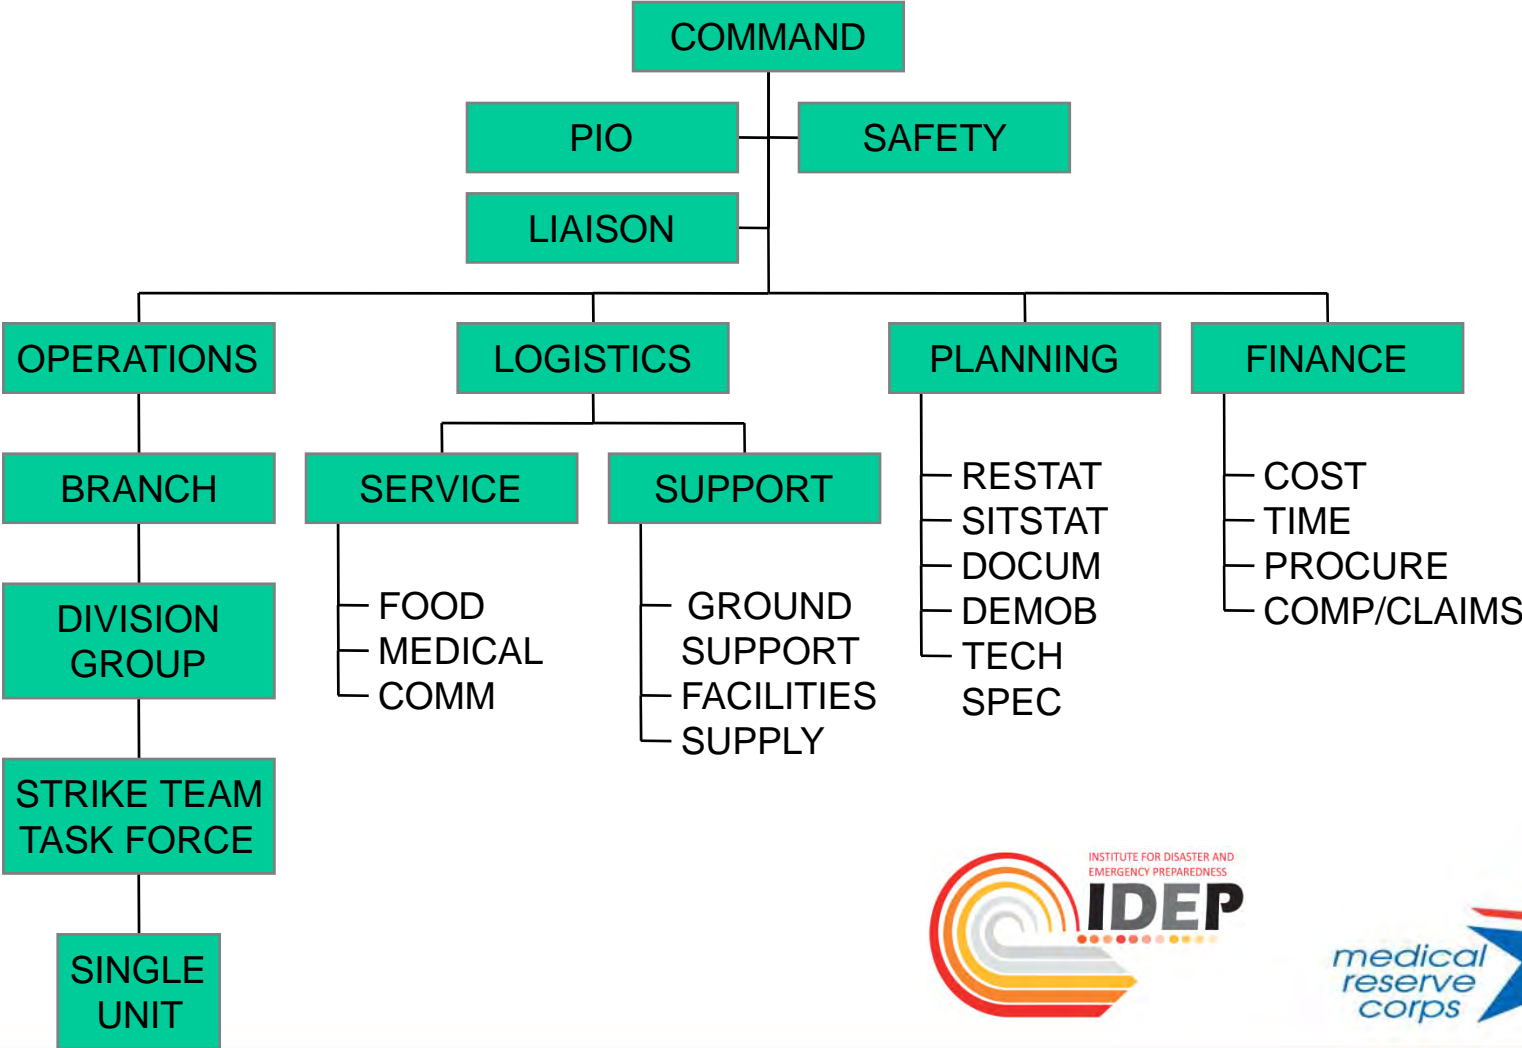 COMMAND
PIO
SAFETY
LIAISON
OPERATIONS
LOGISTICS
PLANNING
FINANCE
BRANCH
SERVICE
SUPPORT
RESTAT
SITSTAT
DOCUM
DEMOB
TECH
SPEC
COST
TIME
PROCURE
COMP/CLAIMS
DIVISION
GROUP
FOOD
MEDICAL
COMM
GROUND
SUPPORT
FACILITIES
SUPPLY
STRIKE TEAM
TASK FORCE
SINGLE
UNIT
INSTITUTE FOR DISASTER AND
EMERGENCY PREPAREDNESS
IDEP
medical
reserve
corps